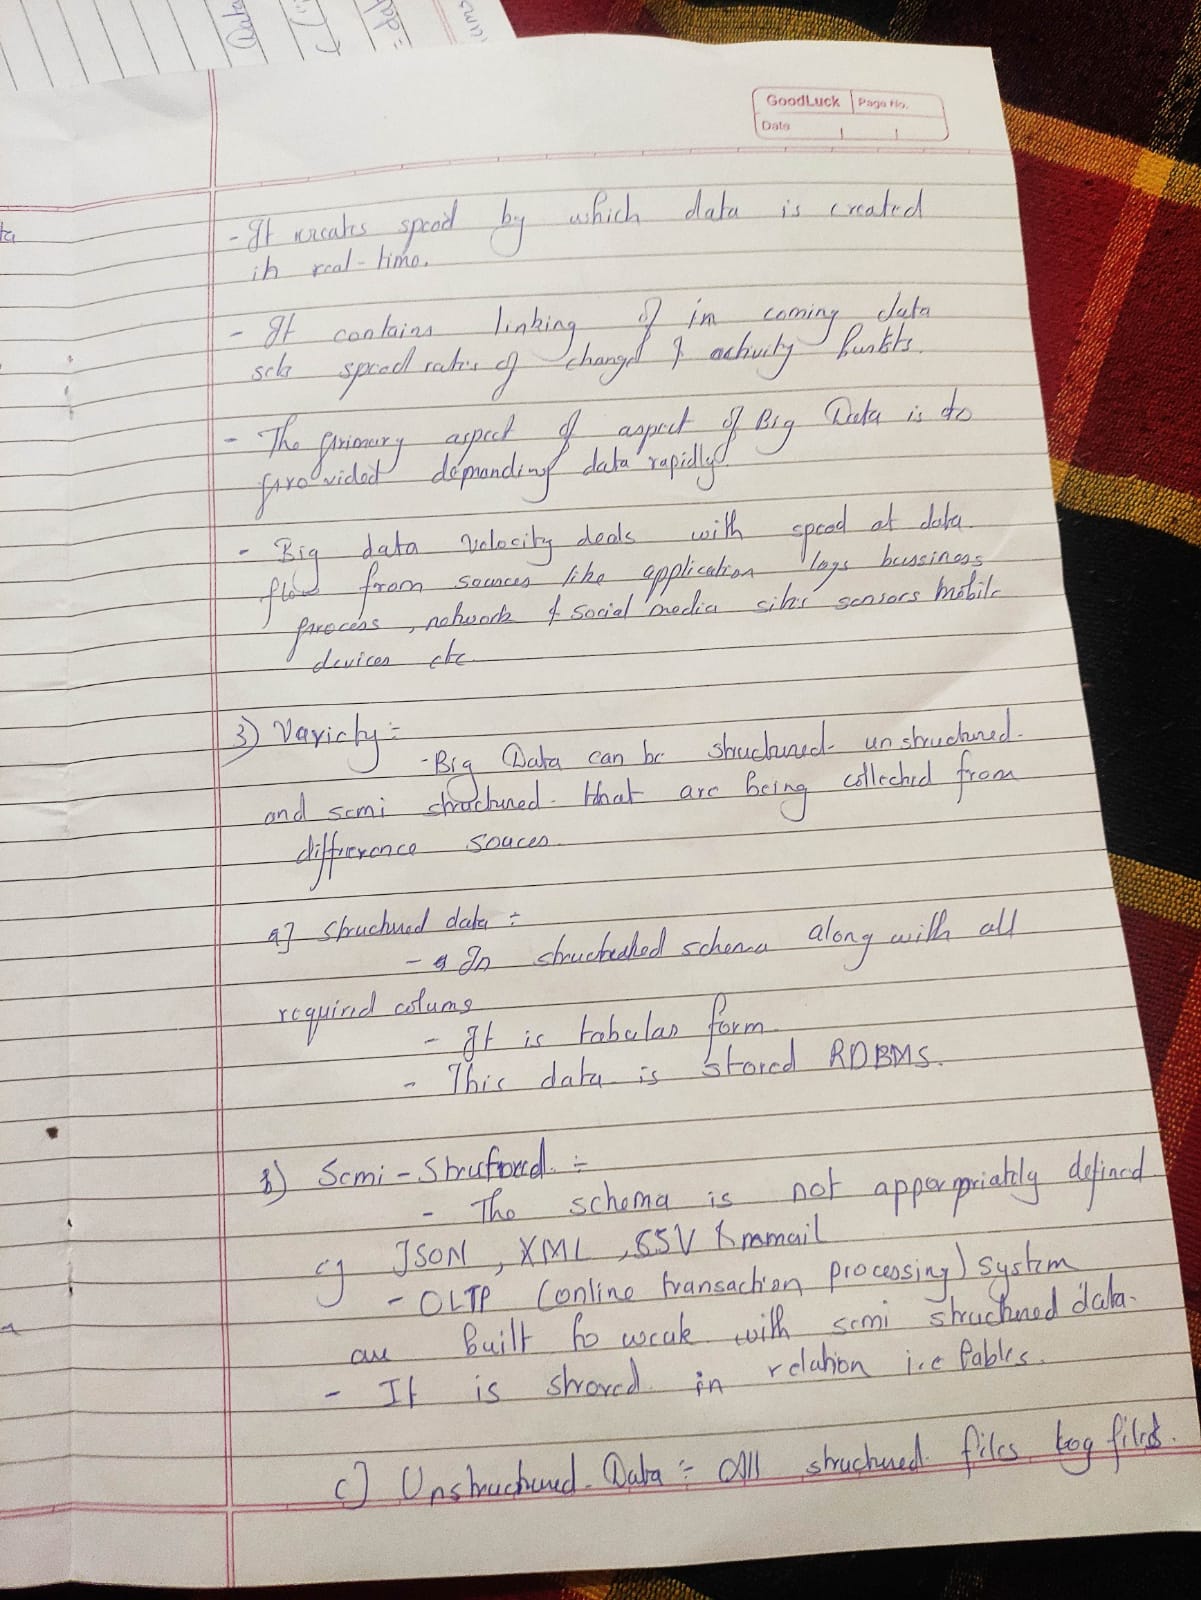 GoodLuck Page No.
Date
- It creates speed by which data is created
in real-time.
- It contains linking of in coming data
sets speed rates of changed & activity bursts.
- The primary aspect of aspect of Big Data is to
provided demanding data rapidly.
- Big data velocity deals with speed at data
flow from sources like application logs bussiness
process, network & social media sites sensors mobile
devices etc
3) Variety :-
- Big Data can be structured unstructured
and semi structured that are being collected from
diffrerence souces.
a] Structured data :-
- In schema along with all
required colums
- It is tabular form
- This data is stored RDBMS.
b) Semi-Structured :-
- The schema is not apperpriately defined
eg JSON, XML,
- OLTP (online transaction processing) system
are built to work with semi structured data.
- It is strored in relation i.e tables.
c] Unstructured Data :- All structured files log files.